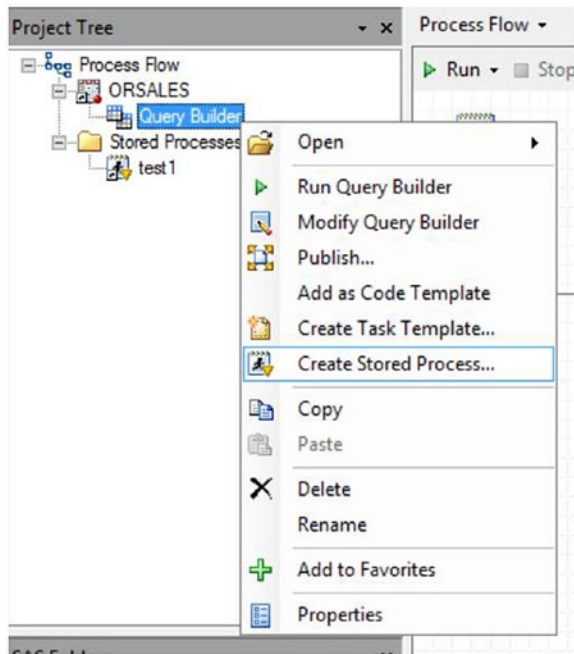 Project Tree
Process Flow
Process Flow
Run
Stop
ORSALES
Query Builder
Stored Processes
test1
Open
Run Query Builder
Modify Query Builder
Publish...
Add as Code Template
Create Task Template...
Create Stored Process...
Copy
Paste
Delete
Rename
Add to Favorites
Properties